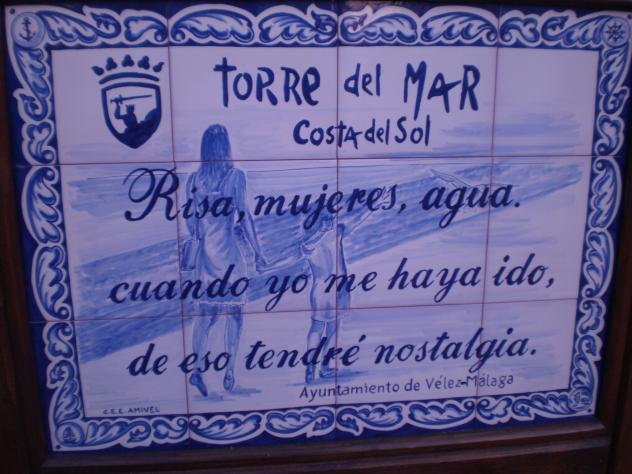 TORRe del MAR
Costa del Sol
Risa, mujeres, agua.
cuando yo me haya ido,
de eso tendré nostalgia.
Ayuntamiento de Vélez-Málaga
C.E.E. AMIVEL